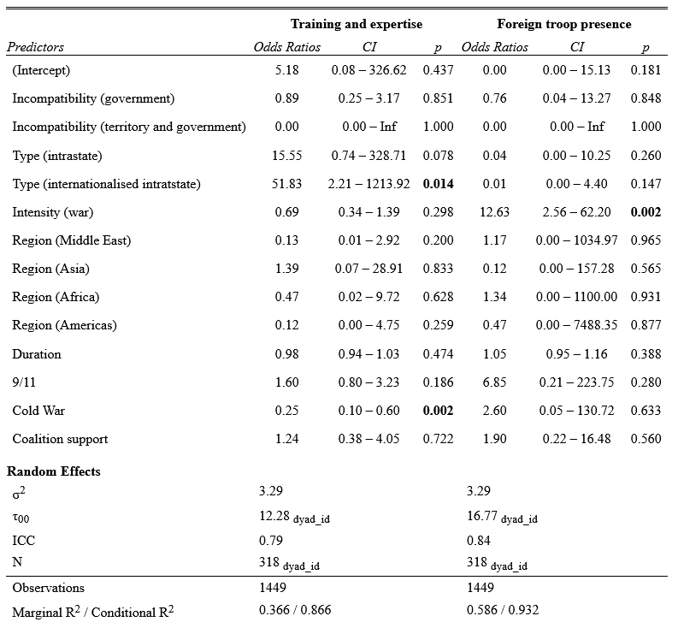 Training and expertise Foreign troop presence
Predictors Odds Ratios CI p Odds Ratios CI p
(Intercept) 5.18 0.08 – 326.62 0.437 0.00 0.00 – 15.13 0.181
Incompatibility (government) 0.89 0.25 – 3.17 0.851 0.76 0.04 – 13.27 0.848
Incompatibility (territory and government) 0.00 0.00 – Inf 1.000 0.00 0.00 – Inf 1.000
Type (intrastate) 15.55 0.74 – 328.71 0.078 0.04 0.00 – 10.25 0.260
Type (internationalised intratstate) 51.83 2.21 – 1213.92 0.014 0.01 0.00 – 4.40 0.147
Intensity (war) 0.69 0.34 – 1.39 0.298 12.63 2.56 – 62.20 0.002
Region (Middle East) 0.13 0.01 – 2.92 0.200 1.17 0.00 – 1034.97 0.965
Region (Asia) 1.39 0.07 – 28.91 0.833 0.12 0.00 – 157.28 0.565
Region (Africa) 0.47 0.02 – 9.72 0.628 1.34 0.00 – 1100.00 0.931
Region (Americas) 0.12 0.00 – 4.75 0.259 0.47 0.00 – 7488.35 0.877
Duration 0.98 0.94 – 1.03 0.474 1.05 0.95 – 1.16 0.388
9/11 1.60 0.80 – 3.23 0.186 6.85 0.21 – 223.75 0.280
Cold War 0.25 0.10 – 0.60 0.002 2.60 0.05 – 130.72 0.633
Coalition support 1.24 0.38 – 4.05 0.722 1.90 0.22 – 16.48 0.560
Random Effects
σ² 3.29 3.29
τ₀₀ 12.28 dyad_id 16.77 dyad_id
ICC 0.79 0.84
N 318 dyad_id 318 dyad_id
Observations 1449 1449
Marginal R² / Conditional R² 0.366 / 0.866 0.586 / 0.932